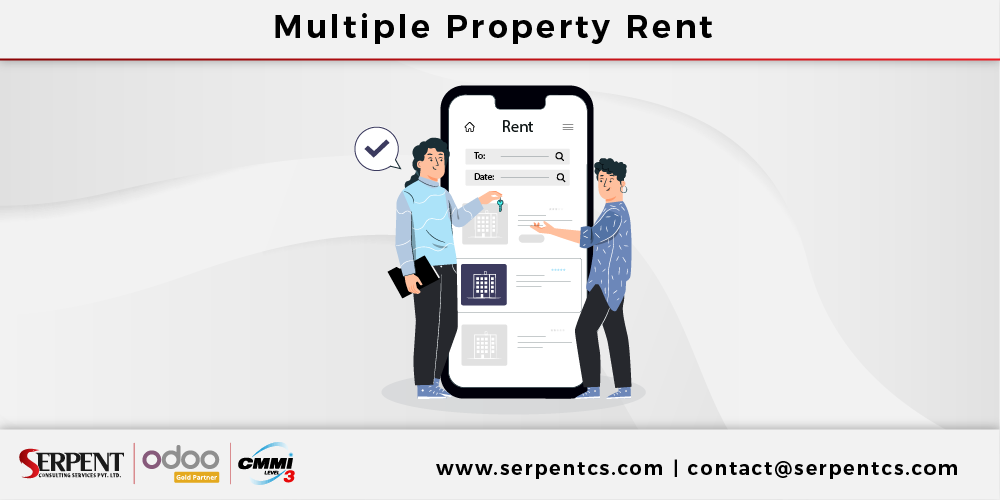 Multiple Property Rent
Rent
To:
Date:
SERPENT
CONSULTING SERVICES PVT. LTD.
odoo
Gold Partner
CMMI
LEVEL 3
www.serpentcs.com | contact@serpentcs.com